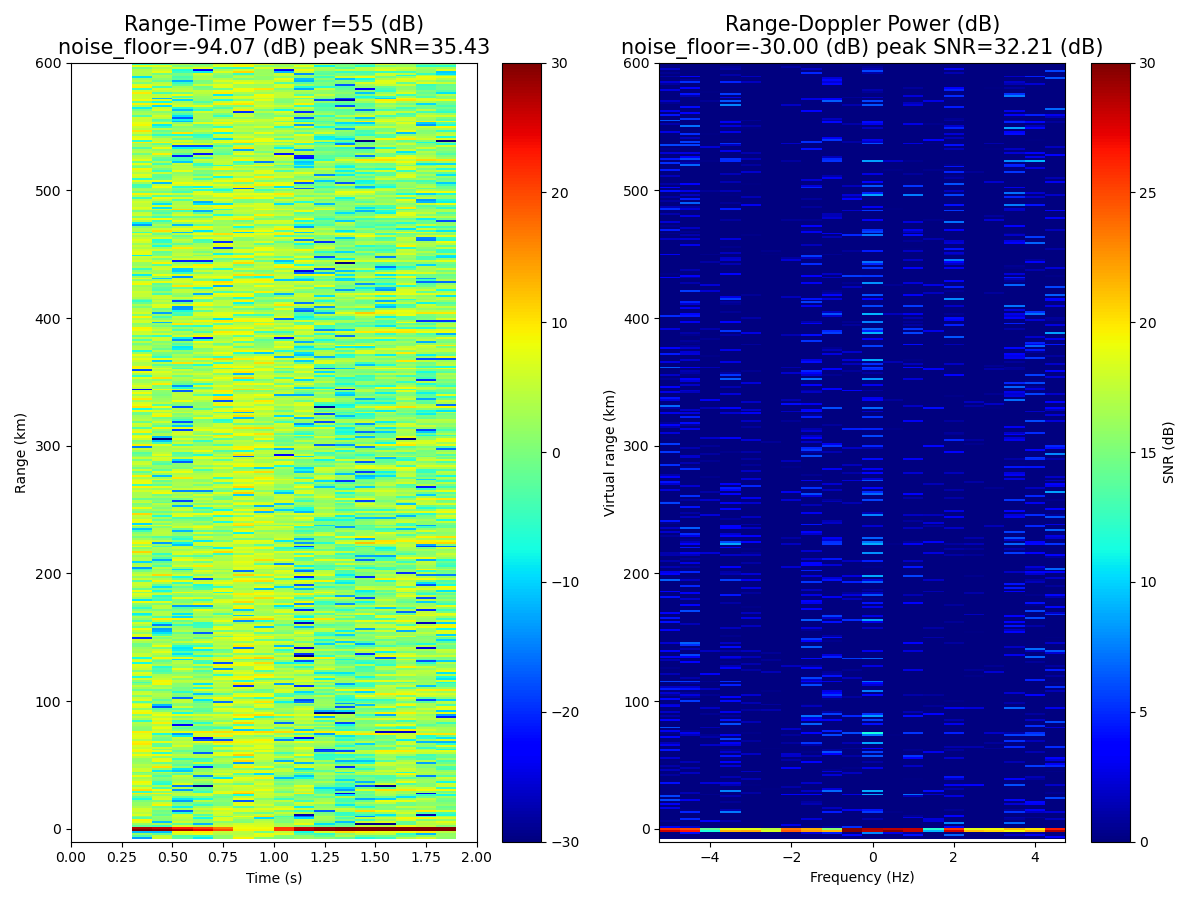 Range-Time Power f=55 (dB)
noise_floor=-94.07 (dB) peak SNR=35.43
600
500
400
300
200
100
0
Range (km)
0.00 0.25 0.50 0.75 1.00 1.25 1.50 1.75 2.00
Time (s)
30
20
10
0
−10
−20
−30
Range-Doppler Power (dB)
noise_floor=-30.00 (dB) peak SNR=32.21 (dB)
600
500
400
300
200
100
0
Virtual range (km)
−4 −2 0 2 4
Frequency (Hz)
30
25
20
15
10
5
0
SNR (dB)